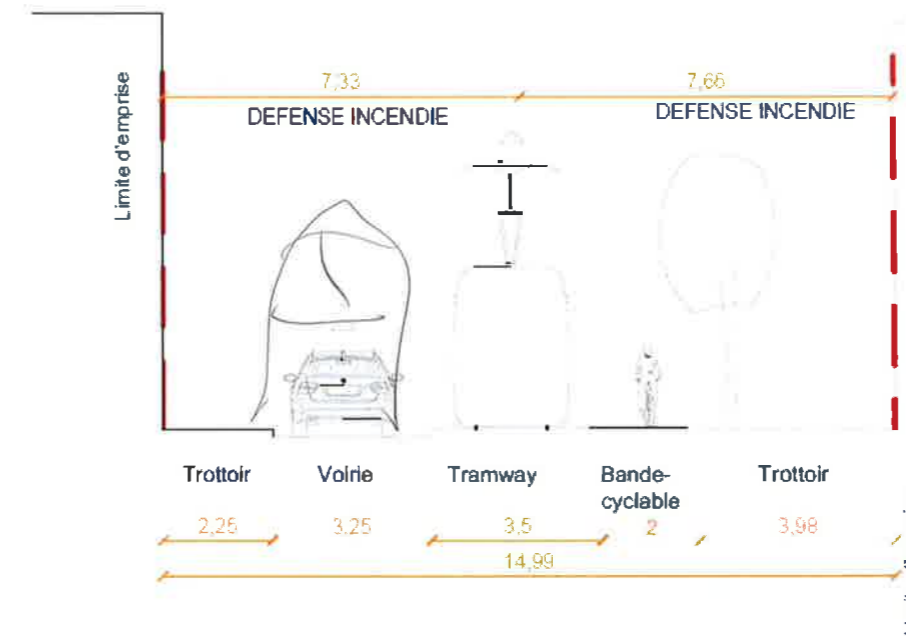 7,33
7,66
DEFENSE INCENDIE
DEFENSE INCENDIE
Limite d'emprise
Trottoir
Voirie
Tramway
Bande-
cyclable
Trottoir
2,25
3,25
3,5
2
3,98
14,99